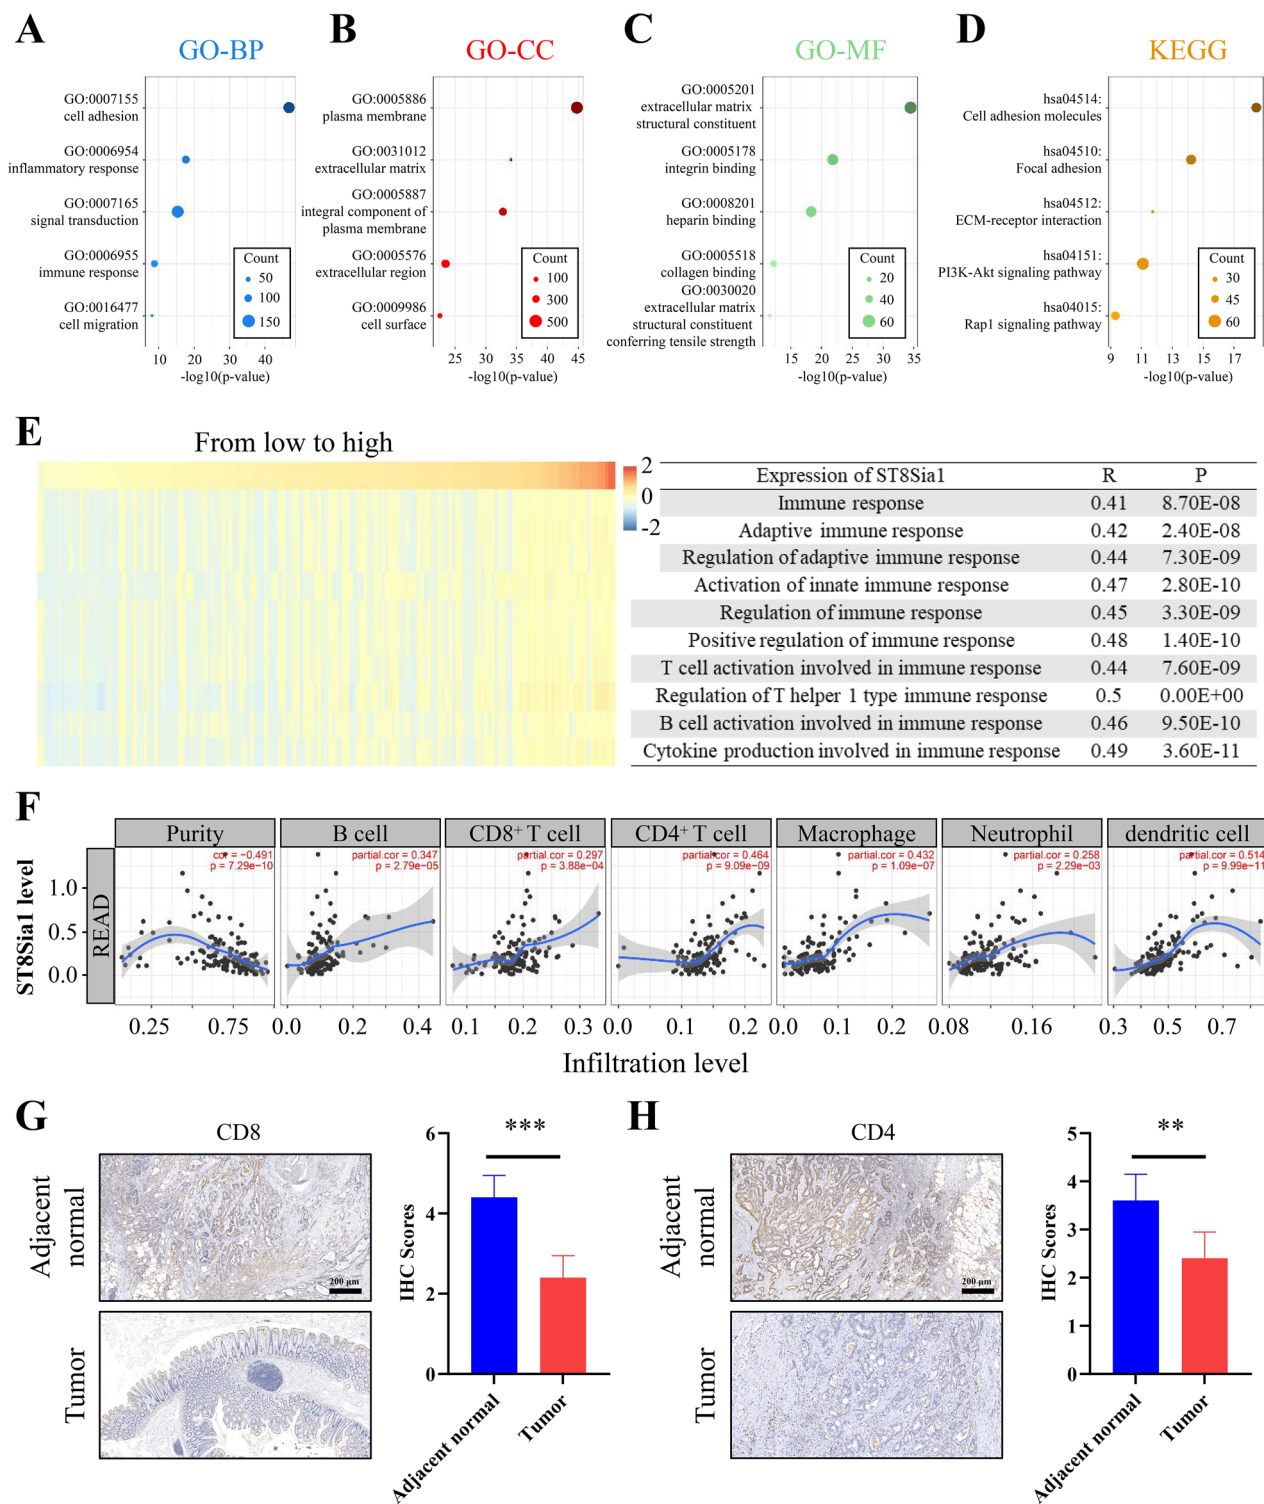 A
GO-BP
GO:0007155
cell adhesion
GO:0006954
inflammatory response
GO:0007165
signal transduction
GO:0006955
immune response
GO:0016477
cell migration
Count
50
100
150
10 20 30 40
-log10(p-value)
B
GO-CC
GO:0005886
plasma membrane
GO:0031012
extracellular matrix
GO:0005887
integral component of
plasma membrane
GO:0005576
extracellular region
GO:0009986
cell surface
Count
100
300
500
25 30 35 40 45
-log10(p-value)
C
GO-MF
GO:0005201
extracellular matrix
structural constituent
GO:0005178
integrin binding
GO:0008201
heparin binding
GO:0005518
collagen binding
GO:0030020
extracellular matrix
structural constituent
conferring tensile strength
Count
20
40
60
15 20 25 30 35
-log10(p-value)
D
KEGG
hsa04514:
Cell adhesion molecules
hsa04510:
Focal adhesion
hsa04512:
ECM-receptor interaction
hsa04151:
PI3K-Akt signaling pathway
hsa04015:
Rap1 signaling pathway
Count
30
45
60
9 11 13 15 17
-log10(p-value)
E
From low to high
2
0
-2
Expression of ST8Sia1 R P
Immune response 0.41 8.70E-08
Adaptive immune response 0.42 2.40E-08
Regulation of adaptive immune response 0.44 7.30E-09
Activation of innate immune response 0.47 2.80E-10
Regulation of immune response 0.45 3.30E-09
Positive regulation of immune response 0.48 1.40E-10
T cell activation involved in immune response 0.44 7.60E-09
Regulation of T helper 1 type immune response 0.5 0.00E+00
B cell activation involved in immune response 0.46 9.50E-10
Cytokine production involved in immune response 0.49 3.60E-11
F
Purity B cell CD8+ T cell CD4+ T cell Macrophage Neutrophil dendritic cell
cor = −0.491 partial.cor = 0.347 partial.cor = 0.297 partial.cor = 0.464 partial.cor = 0.432 partial.cor = 0.258 partial.cor = 0.514
p = 7.29e−10 p = 2.79e−05 p = 3.88e−04 p = 9.09e−09 p = 1.09e−07 p = 2.29e−03 p = 9.99e−11
ST8Sia1 level
READ
1.0
0.5
0.0
0.25 0.75 0.0 0.2 0.4 0.1 0.2 0.3 0.0 0.1 0.2 0.0 0.1 0.2 0.08 0.16 0.3 0.5 0.7
Infiltration level
G
CD8
Adjacent
normal
200 μm
Tumor
IHC Scores
6
4
2
0
***
Adjacent normal
Tumor
H
CD4
Adjacent
normal
200 μm
Tumor
IHC Scores
5
4
3
2
1
0
**
Adjacent normal
Tumor